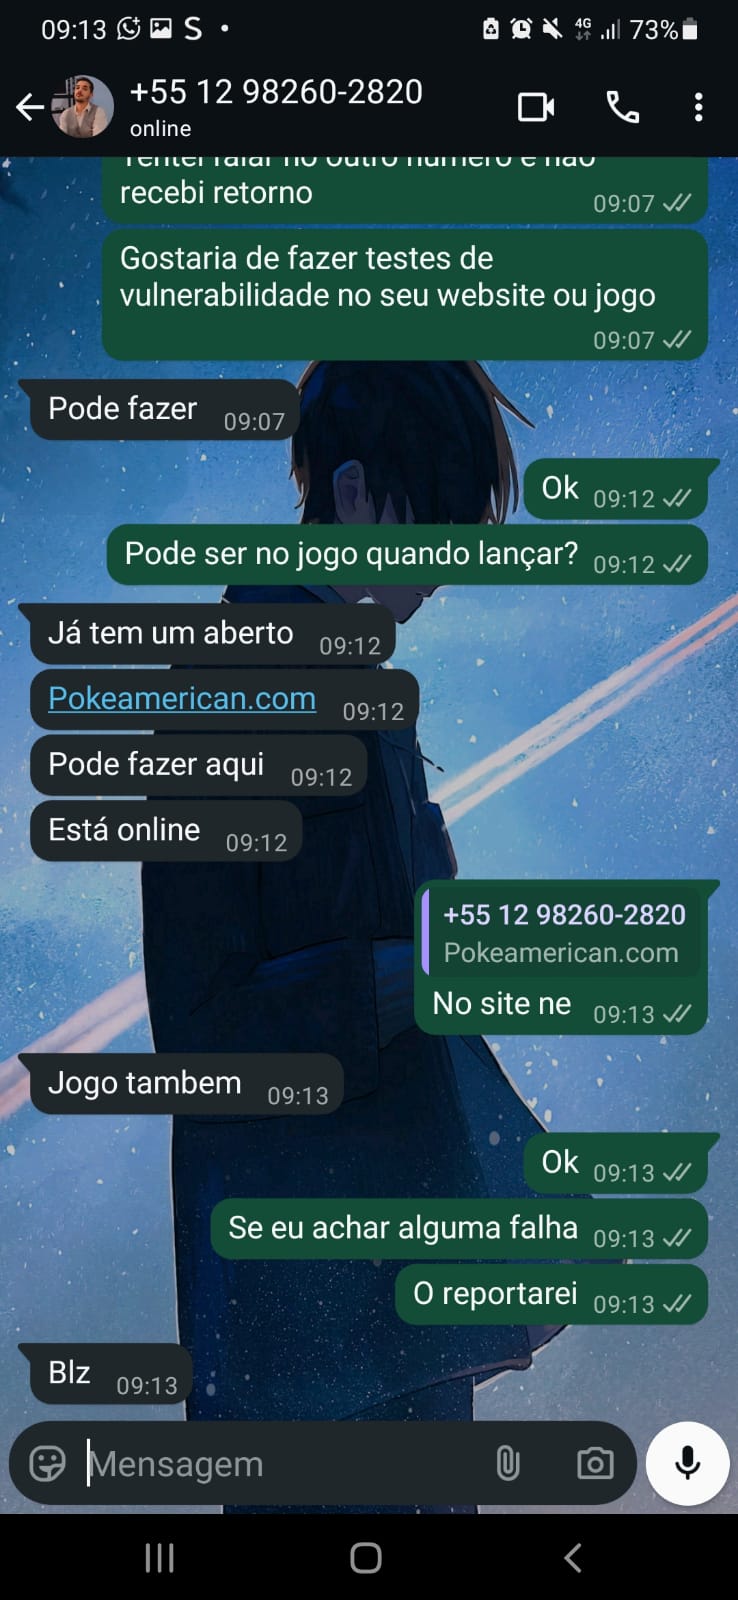 09:13 S
4G 73%
+55 12 98260-2820
online
recebi retorno
09:07
Gostaria de fazer testes de
vulnerabilidade no seu website ou jogo
09:07
Pode fazer 09:07
Ok 09:12
Pode ser no jogo quando lançar? 09:12
Já tem um aberto 09:12
Pokeamerican.com 09:12
Pode fazer aqui 09:12
Está online 09:12
+55 12 98260-2820
Pokeamerican.com
No site ne 09:13
Jogo tambem 09:13
Ok 09:13
Se eu achar alguma falha 09:13
O reportarei 09:13
Blz 09:13
Mensagem